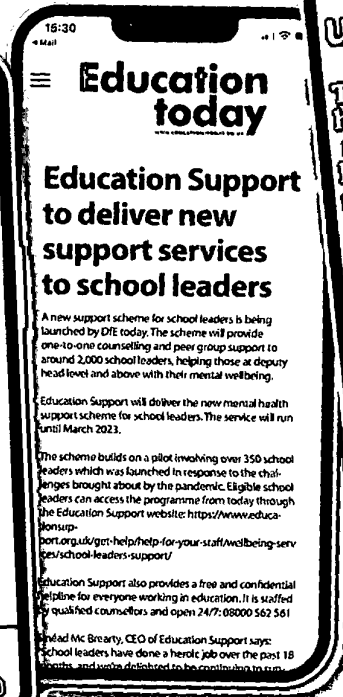 15:30
Mail
Education
today
Education Support
to deliver new
support services
to school leaders
A new support scheme for school leaders is being
launched by DfE today. The scheme will provide
one-to-one counselling and peer group support to
around 2,000 school leaders, helping those at deputy
head level and above with their mental wellbeing.
Education Support will deliver the new mental health
support scheme for school leaders. The service will run
until March 2023.
The scheme builds on a pilot involving over 350 school
leaders which was launched in response to the chal-
lenges brought about by the pandemic. Eligible school
leaders can access the programme from today through
the Education Support website: https://www.educa-
tionsup-
port.org.uk/get-help/help-for-your-staff/wellbeing-serv
ices/school-leaders-support/
Education Support also provides a free and confidential
helpline for everyone working in education. It is staffed
by qualified counsellors and open 24/7: 08000 562 561
Sinéad Mc Brearty, CEO of Education Support says:
School leaders have done a heroic job over the past 18
months, and we're delighted to be continuing to run